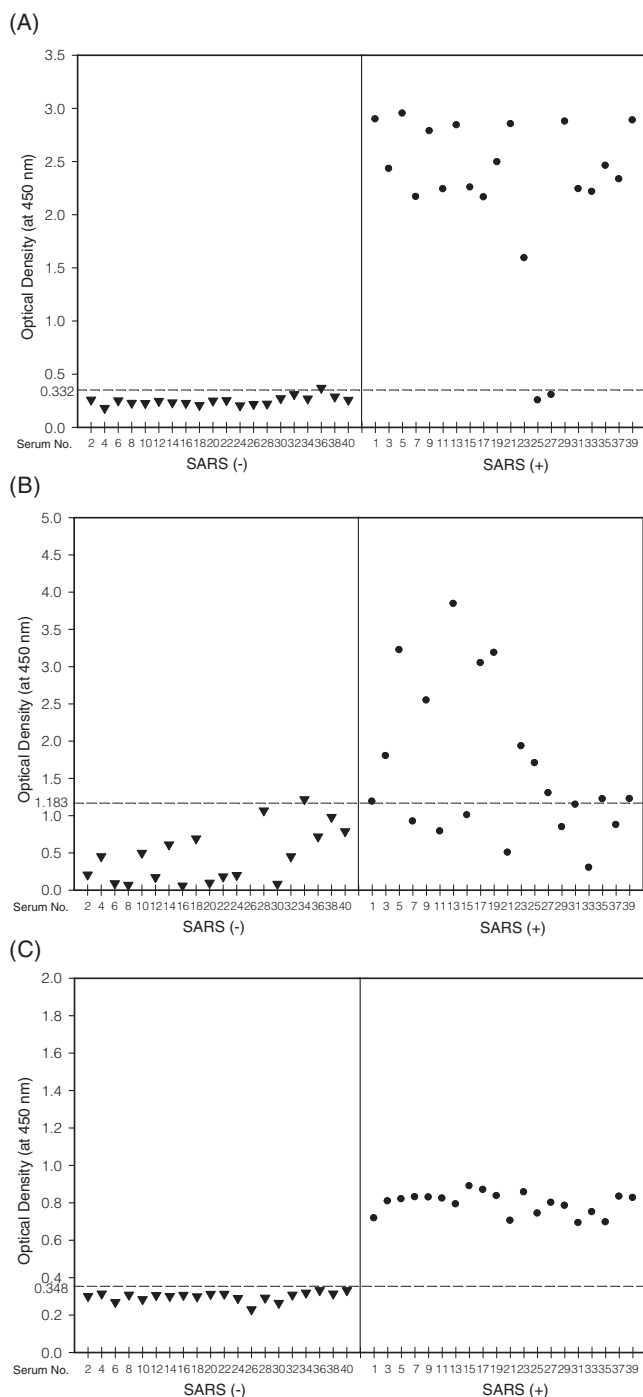 (A)
3.5
3.0
2.5
2.0
1.5
1.0
0.5
0.332
0.0
Optical Density (at 450 nm)
Serum No. 2 4 6 8 10 12 14 16 18 20 22 24 26 28 30 32 34 36 38 40 1 3 5 7 9 11 13 15 17 19 21 23 25 27 29 31 33 35 37 39
SARS (-) SARS (+)
(B)
5.0
4.5
4.0
3.5
3.0
2.5
2.0
1.5
1.183
1.0
0.5
0.0
Optical Density (at 450 nm)
Serum No. 2 4 6 8 10 12 14 16 18 20 22 24 26 28 30 32 34 36 38 40 1 3 5 7 9 11 13 15 17 19 21 23 25 27 29 31 33 35 37 39
SARS (-) SARS (+)
(C)
2.0
1.8
1.6
1.4
1.2
1.0
0.8
0.6
0.4
0.348
0.2
0.0
Optical Density (at 450 nm)
Serum No. 2 4 6 8 10 12 14 16 18 20 22 24 26 28 30 32 34 36 38 40 1 3 5 7 9 11 13 15 17 19 21 23 25 27 29 31 33 35 37 39
SARS (-) SARS (+)